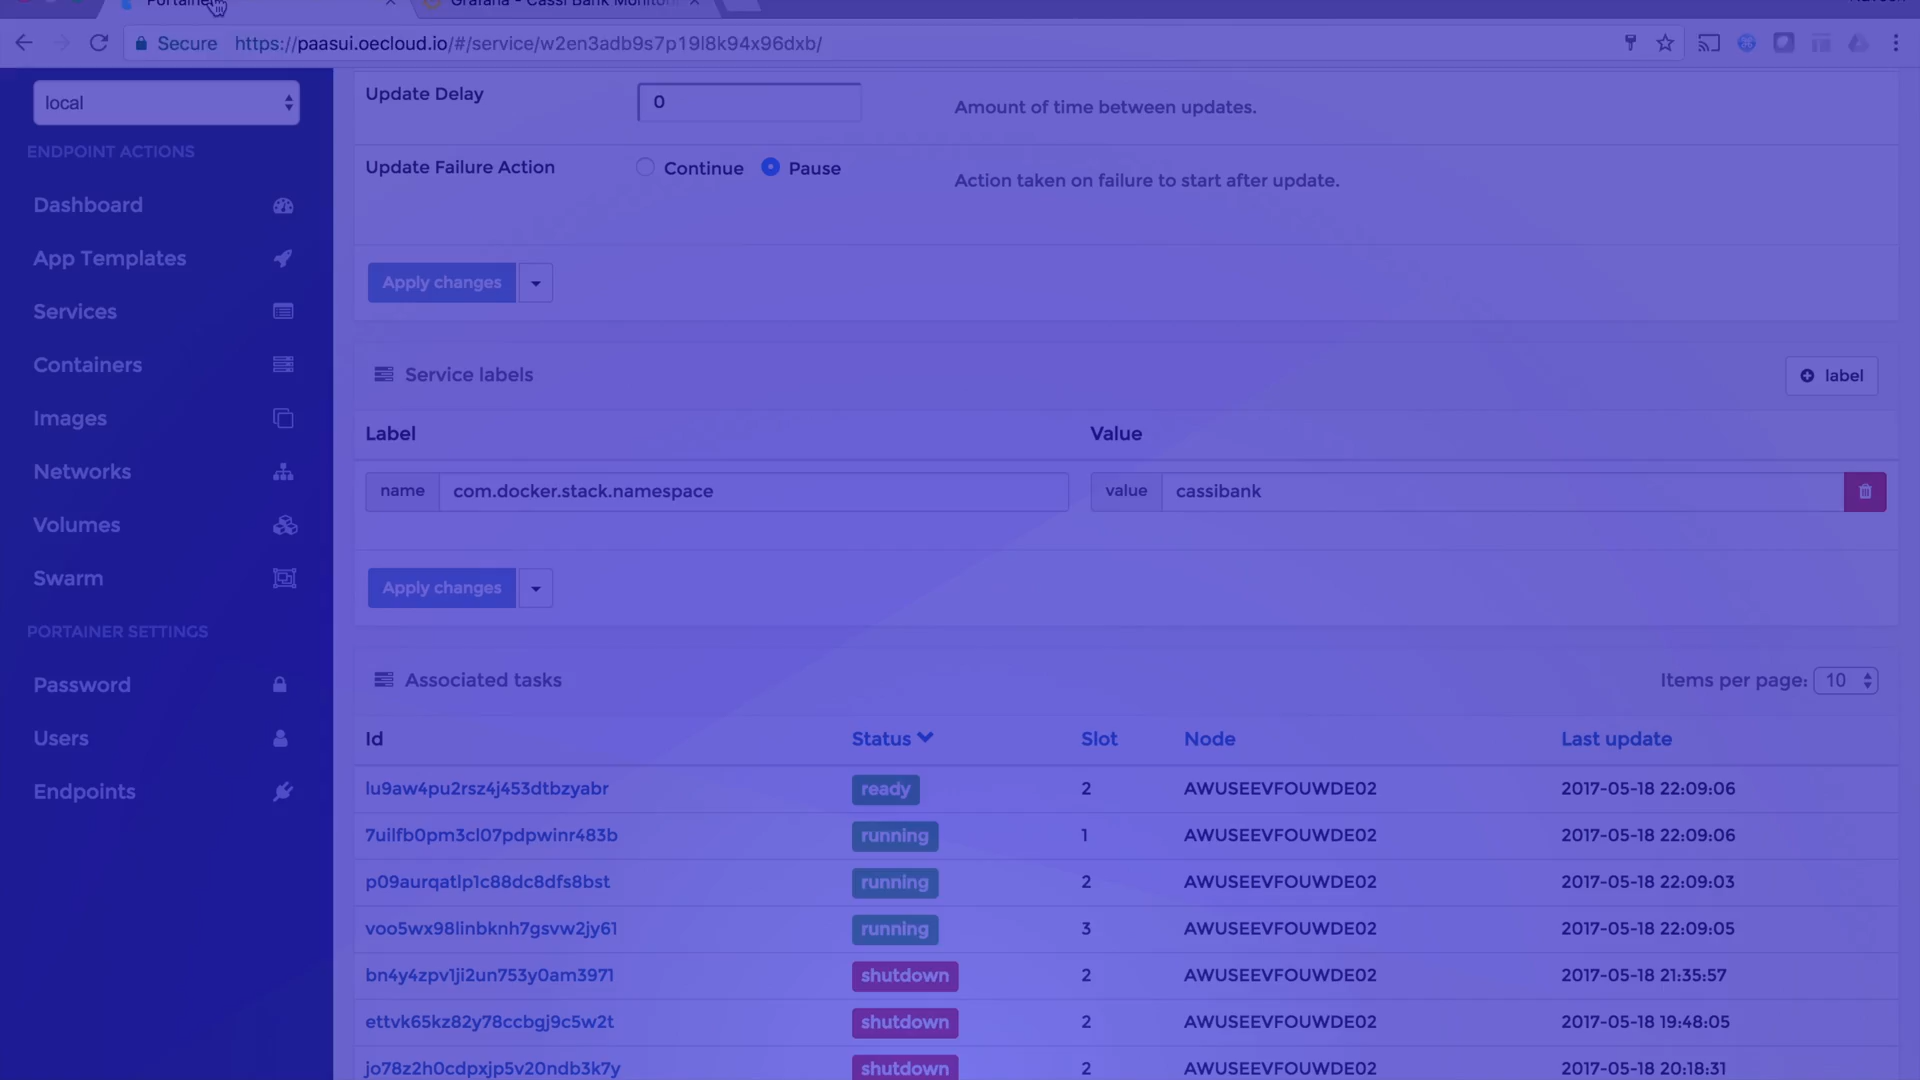 Secure https://paasui.oecloud.io/#/service/w2en3adb9s7p19l8k94x96dxb/
local
ENDPOINT ACTIONS
Dashboard
App Templates
Services
Containers
Images
Networks
Volumes
Swarm
PORTAINER SETTINGS
Password
Users
Endpoints
Update Delay 0 Amount of time between updates.
Update Failure Action Continue Pause Action taken on failure to start after update.
Apply changes
Service labels label
Label Value
name com.docker.stack.namespace value cassibank
Apply changes
Associated tasks Items per page: 10
Id Status Slot Node Last update
lu9aw4pu2rsz4j453dtbzyabr ready 2 AWUSEEVFOUWDE02 2017-05-18 22:09:06
7uilfb0pm3cl07pdpwinr483b running 1 AWUSEEVFOUWDE02 2017-05-18 22:09:06
p09aurqatlp1c88dc8dfs8bst running 2 AWUSEEVFOUWDE02 2017-05-18 22:09:03
voo5wx98linbknh7gsvw2jy61 running 3 AWUSEEVFOUWDE02 2017-05-18 22:09:05
bn4y4zpv1ji2un753y0am3971 shutdown 2 AWUSEEVFOUWDE02 2017-05-18 21:35:57
ettvk65kz82y78ccbgj9c5w2t shutdown 2 AWUSEEVFOUWDE02 2017-05-18 19:48:05
jo78z2h0cdpxjp5v20ndb3k7y shutdown 2 AWUSEEVFOUWDE02 2017-05-18 20:18:31